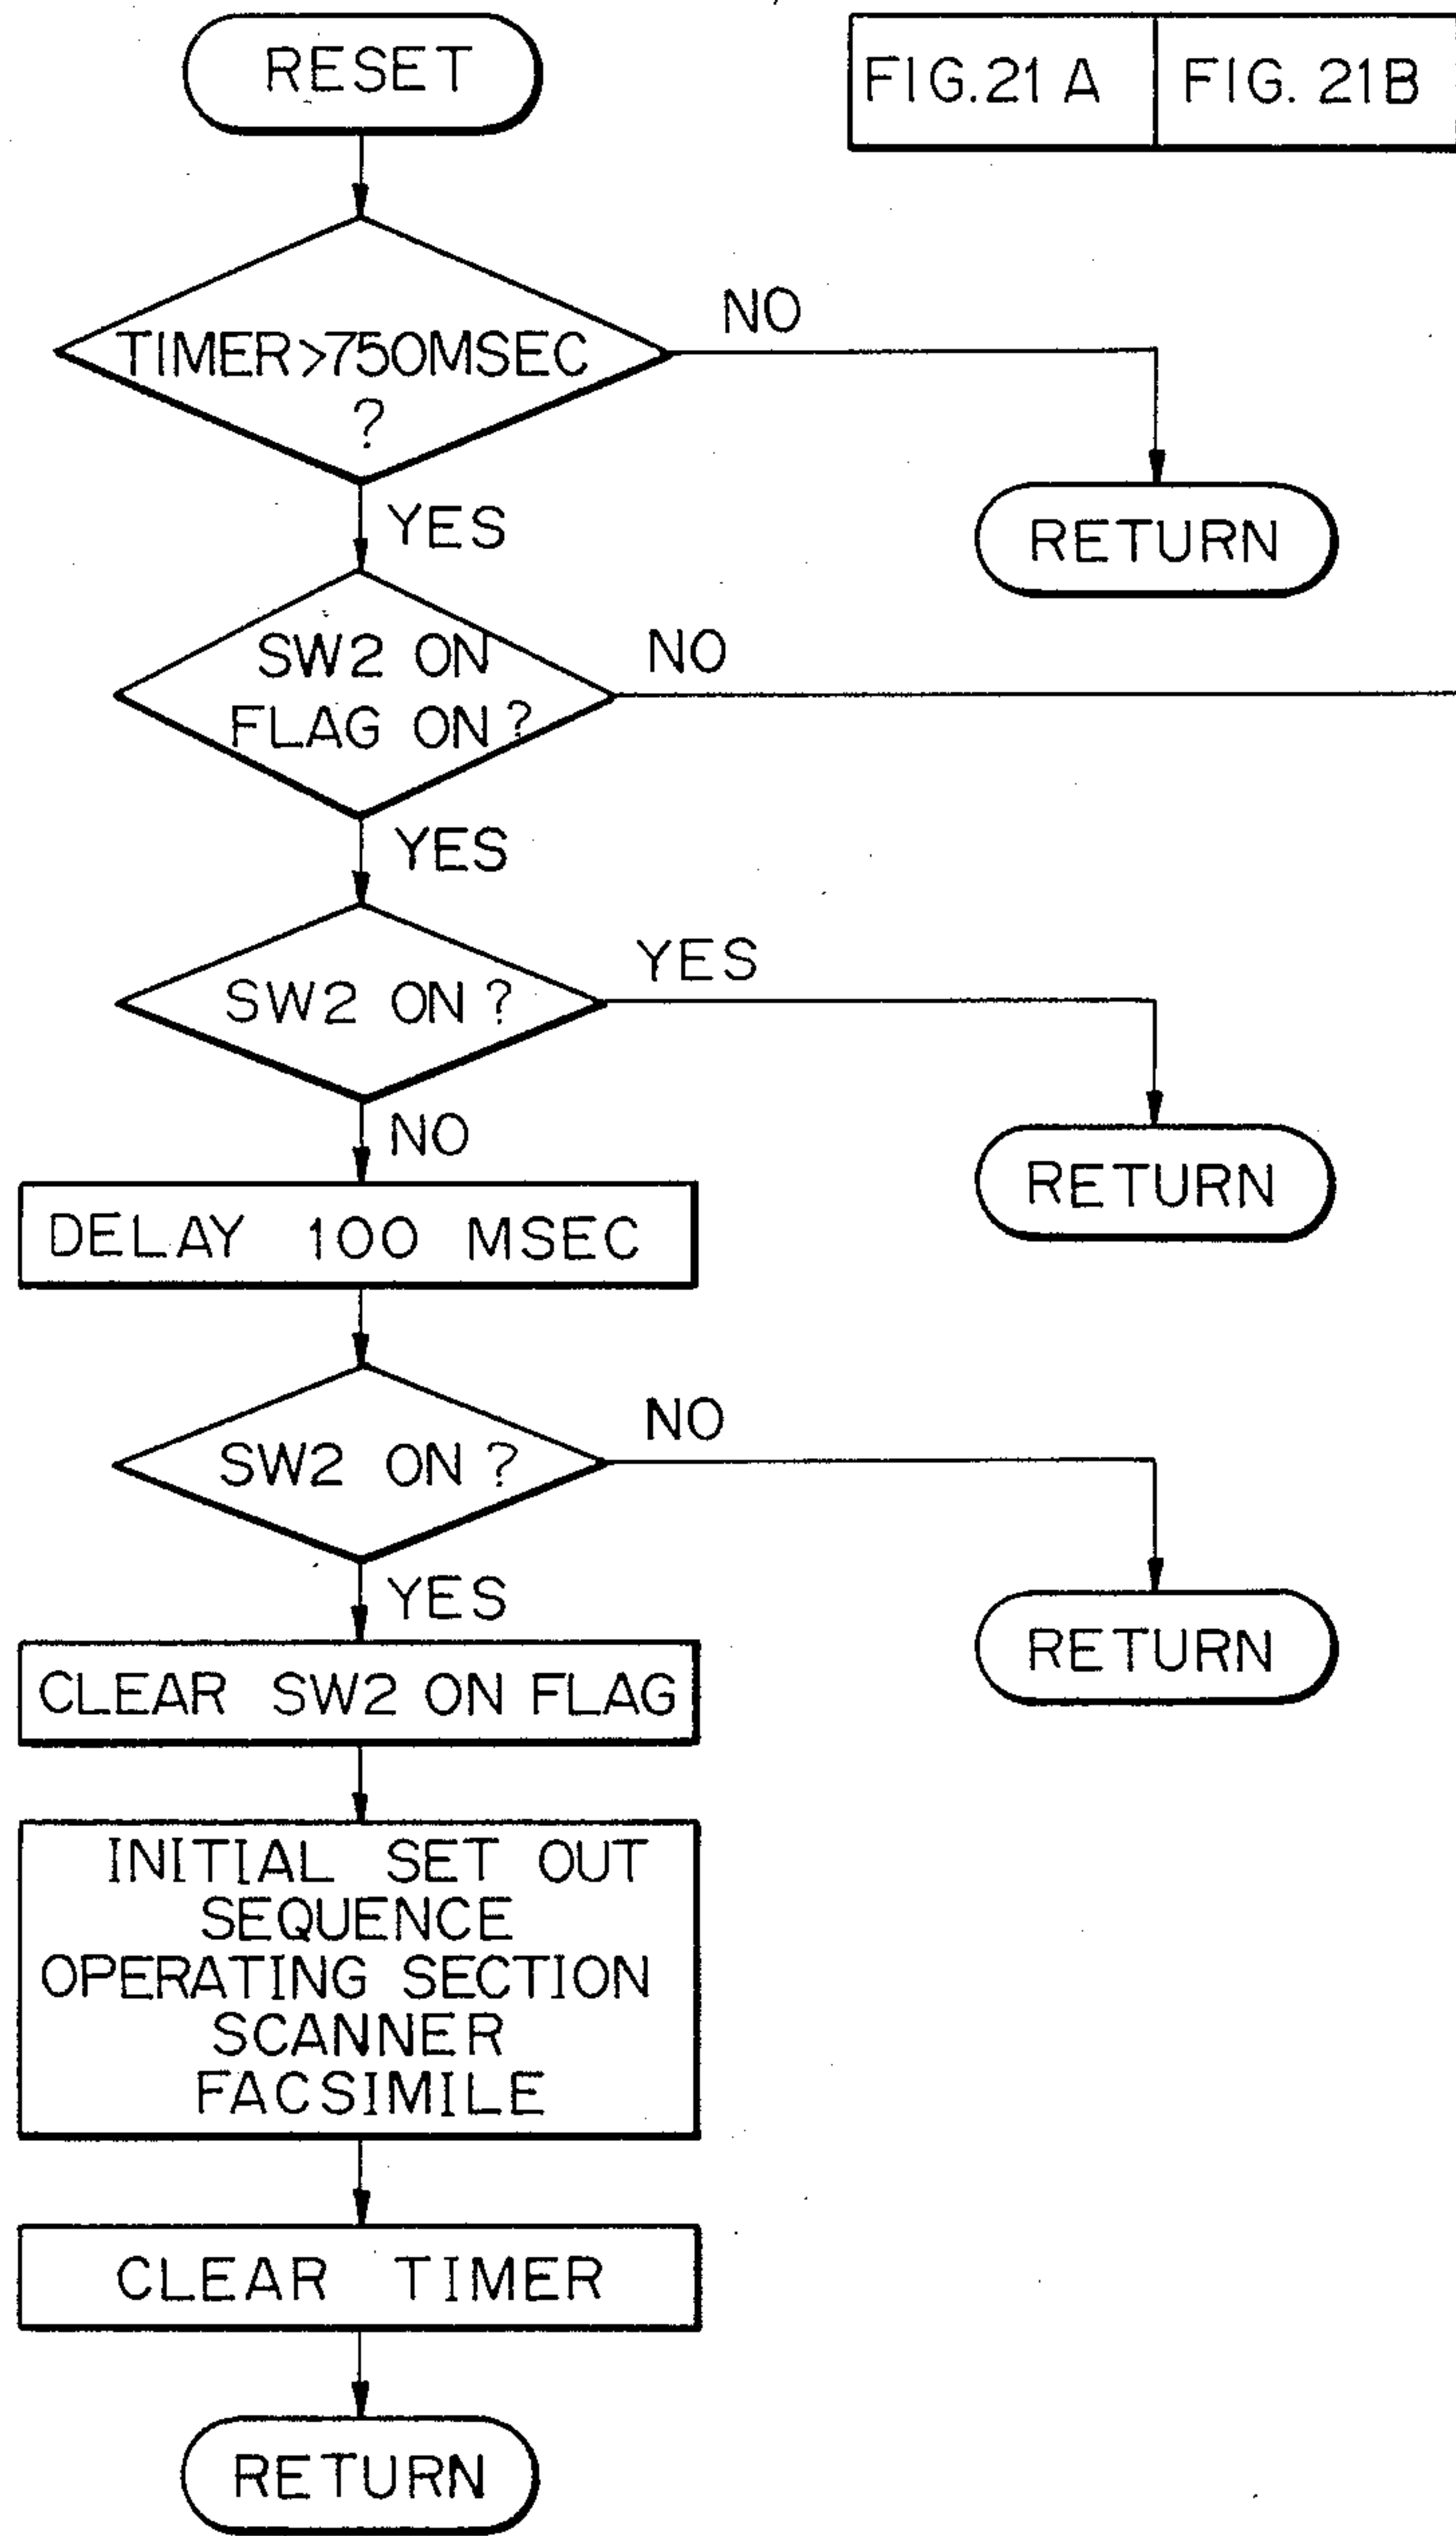 RESET
FIG.21 A
FIG. 21B
TIMER>750MSEC
?
NO
YES
RETURN
SW2 ON
FLAG ON?
NO
YES
SW2 ON?
YES
NO
RETURN
DELAY 100 MSEC
SW2 ON?
NO
YES
RETURN
CLEAR SW2 ON FLAG
INITIAL SET OUT
SEQUENCE
OPERATING SECTION
SCANNER
FACSIMILE
CLEAR TIMER
RETURN